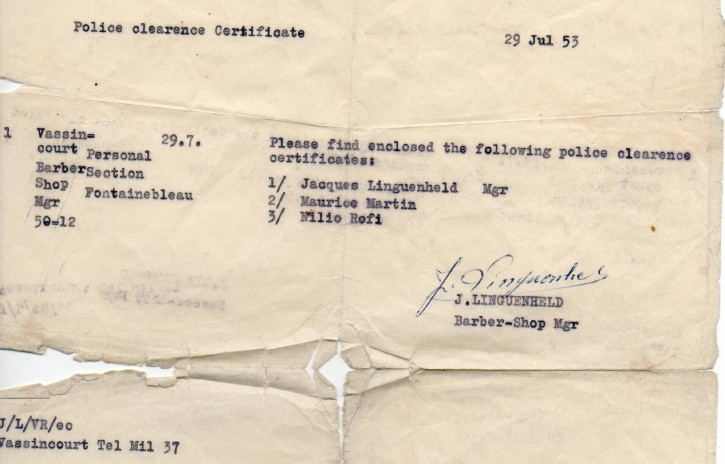 Police clearence Certificate
29 Jul 53
1 Vassin= 29.7.
court Personal
Barber Section
Shop Fontainebleau
Mgr
50=12
Please find enclosed the following police clearence
certificates:
1/ Jacques Linguenheld Mgr
2/ Maurice Martin
3/ Nilio Rofi
J. Linguenheld
J.LINGUENHELD
Barber-Shop Mgr
J/L/VR/ec
Vassincourt Tel Mil 37